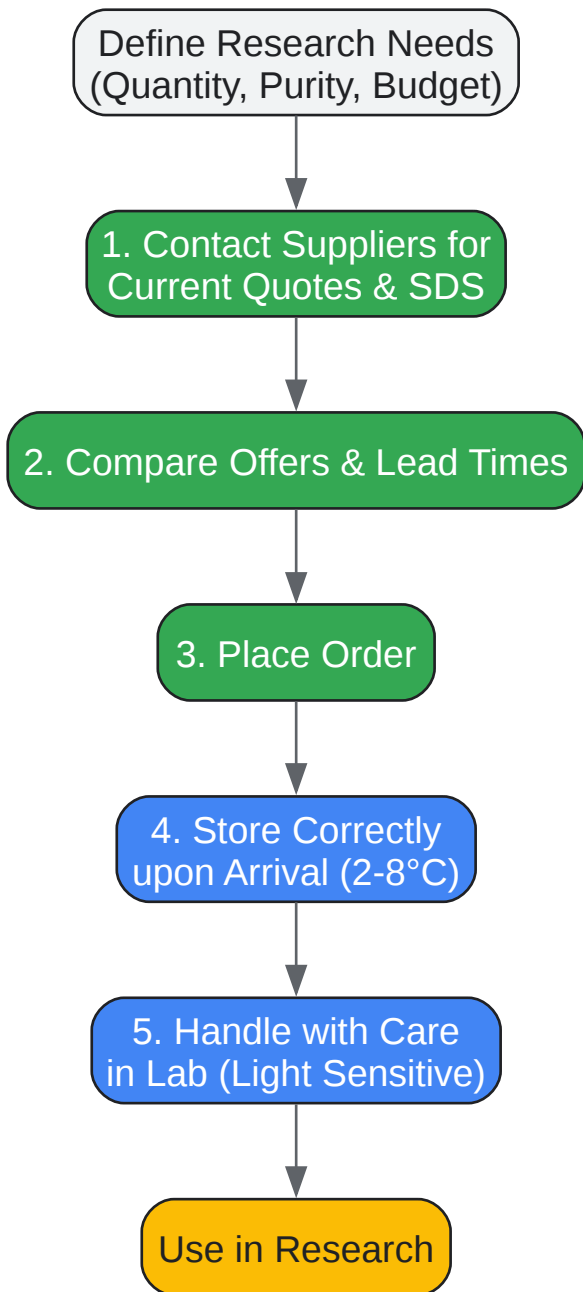 Define Research Needs
(Quantity, Purity, Budget)
1. Contact Suppliers for
Current Quotes & SDS
2. Compare Offers & Lead Times
3. Place Order
4. Store Correctly
upon Arrival (2-8°C)
5. Handle with Care
in Lab (Light Sensitive)
Use in Research